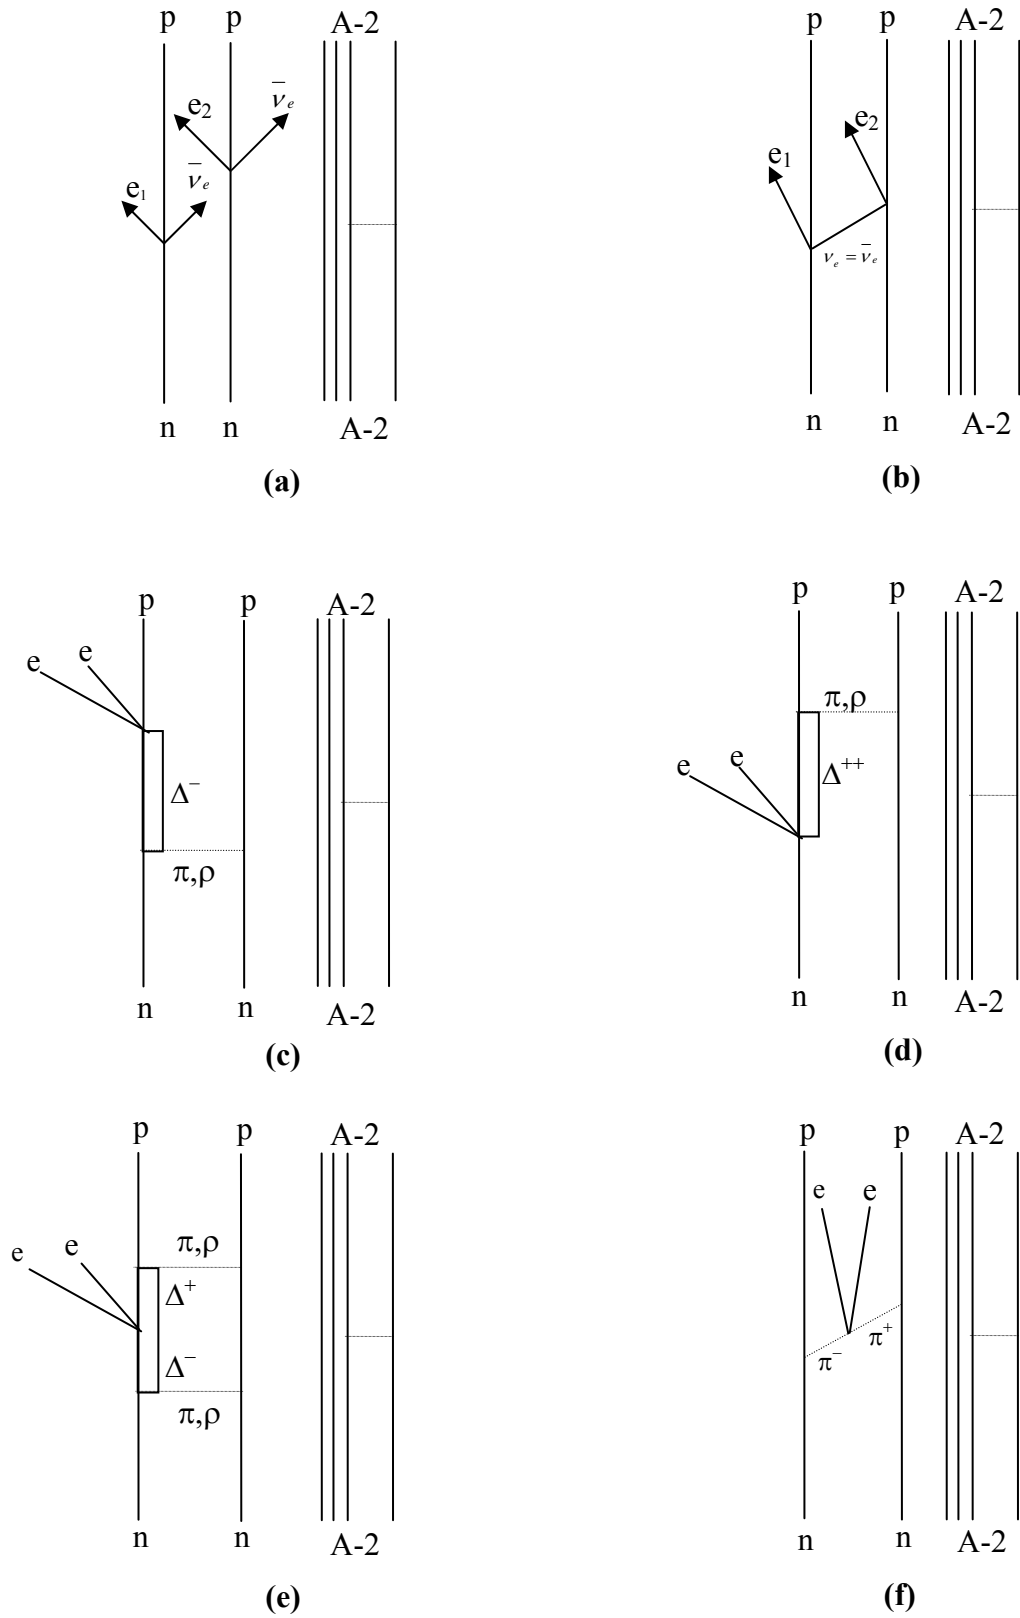 p p A-2
e₂ ν̅ₑ
e₁ ν̅ₑ
n n A-2
(a)
p p A-2
e₂
e₁
νₑ = ν̅ₑ
n n A-2
(b)
p p A-2
e e
Δ⁻
π,ρ
n n A-2
(c)
p p A-2
π,ρ
e e Δ⁺⁺
n n A-2
(d)
p p A-2
e e π,ρ
Δ⁺
Δ⁻
π,ρ
n n A-2
(e)
p p A-2
e e
π⁻ π⁺
n n A-2
(f)